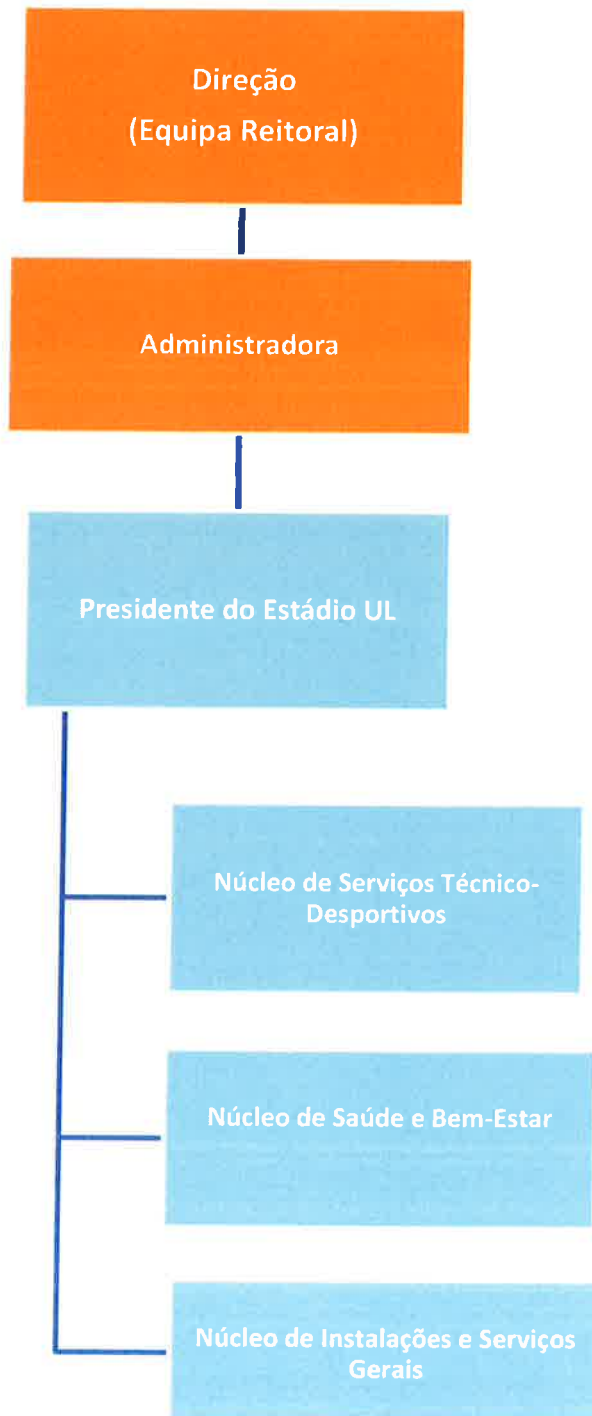 Direção
(Equipa Reitoral)
Administradora
Presidente do Estádio UL
Núcleo de Serviços Técnico-
Desportivos
Núcleo de Saúde e Bem-Estar
Núcleo de Instalações e Serviços
Gerais